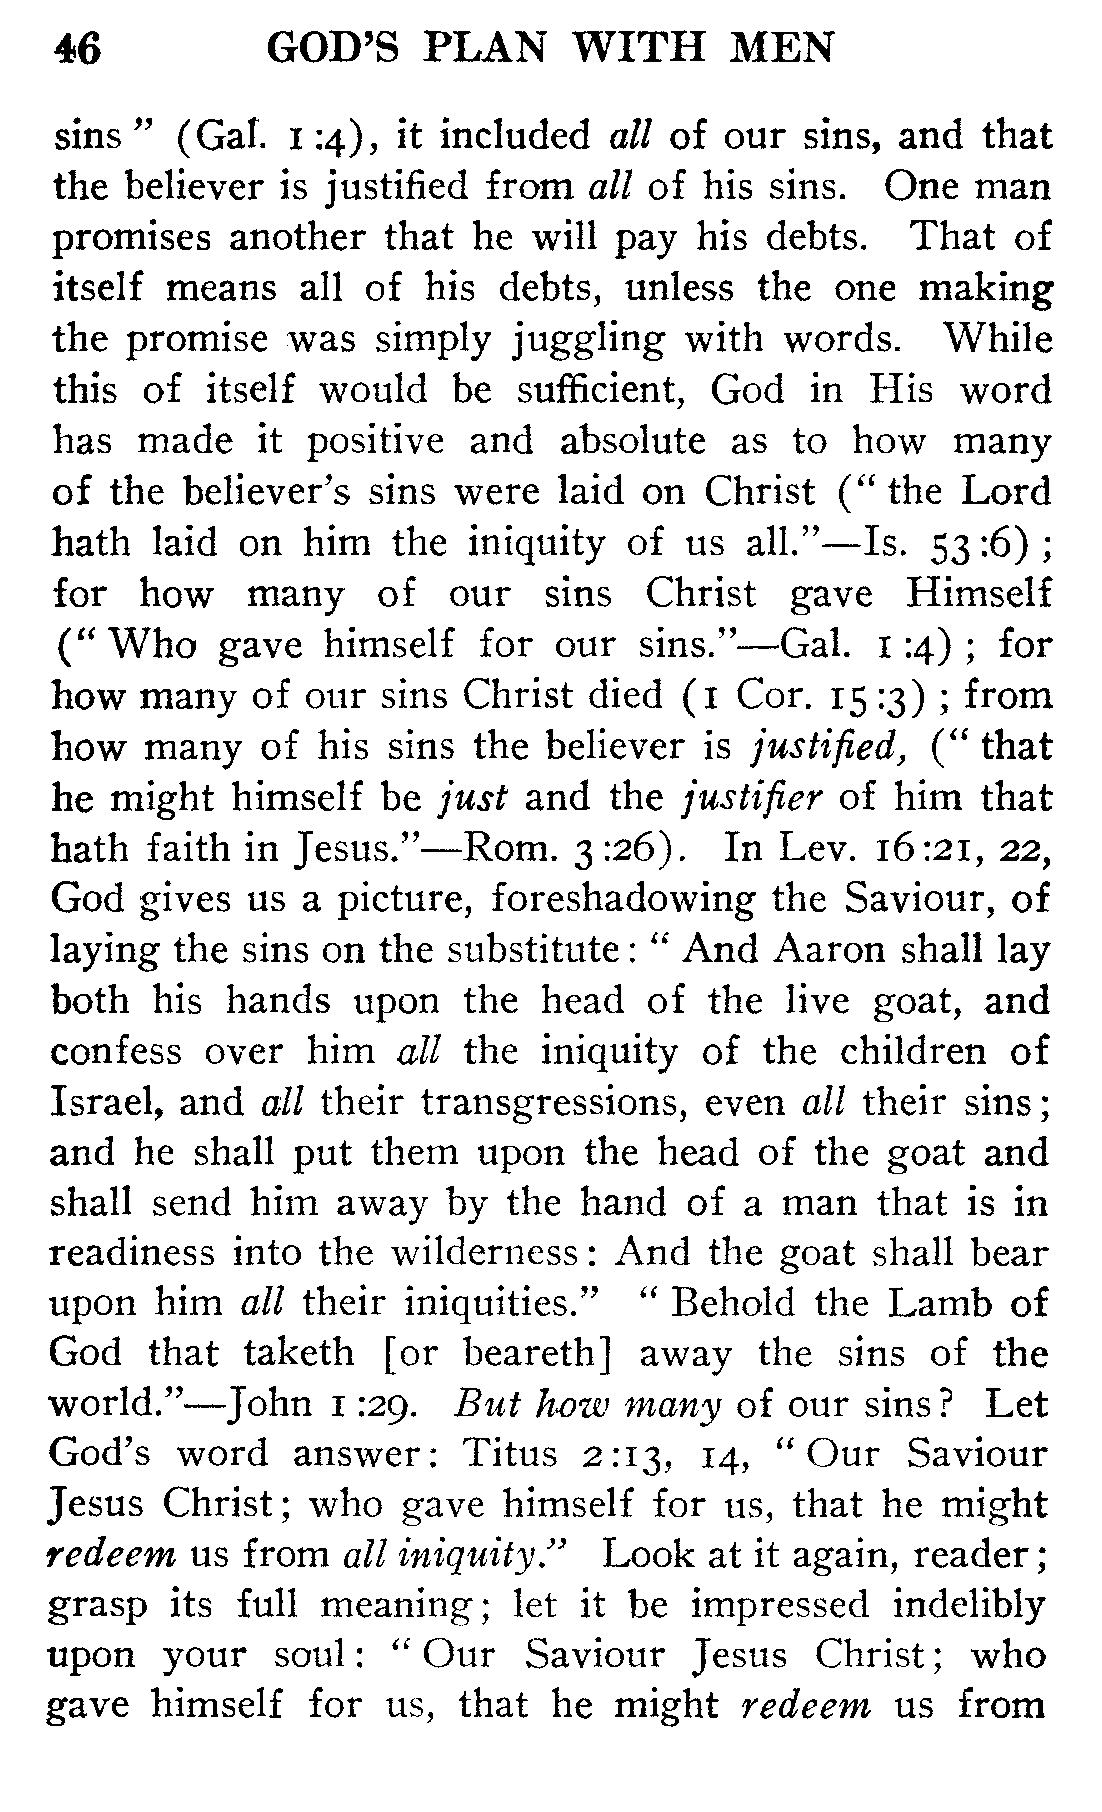 46 GOD'S PLAN WITH MEN
sins" (Gal. 1:4), it included all of our sins, and that
the believer is justified from all of his sins. One man
promises another that he will pay his debts. That of
itself means all of his debts, unless the one making
the promise was simply juggling with words. While
this of itself would be sufficient, God in His word
has made it positive and absolute as to how many
of the believer's sins were laid on Christ ("the Lord
hath laid on him the iniquity of us all."—Is. 53:6);
for how many of our sins Christ gave Himself
("Who gave himself for our sins."—Gal. 1:4); for
how many of our sins Christ died (1 Cor. 15:3); from
how many of his sins the believer is justified, ("that
he might himself be just and the justifier of him that
hath faith in Jesus."—Rom. 3:26). In Lev. 16:21, 22,
God gives us a picture, foreshadowing the Saviour, of
laying the sins on the substitute: "And Aaron shall lay
both his hands upon the head of the live goat, and
confess over him all the iniquity of the children of
Israel, and all their transgressions, even all their sins;
and he shall put them upon the head of the goat and
shall send him away by the hand of a man that is in
readiness into the wilderness: And the goat shall bear
upon him all their iniquities." "Behold the Lamb of
God that taketh [or beareth] away the sins of the
world."—John 1:29. But how many of our sins? Let
God's word answer: Titus 2:13, 14, "Our Saviour
Jesus Christ; who gave himself for us, that he might
redeem us from all iniquity." Look at it again, reader;
grasp its full meaning; let it be impressed indelibly
upon your soul: "Our Saviour Jesus Christ; who
gave himself for us, that he might redeem us from